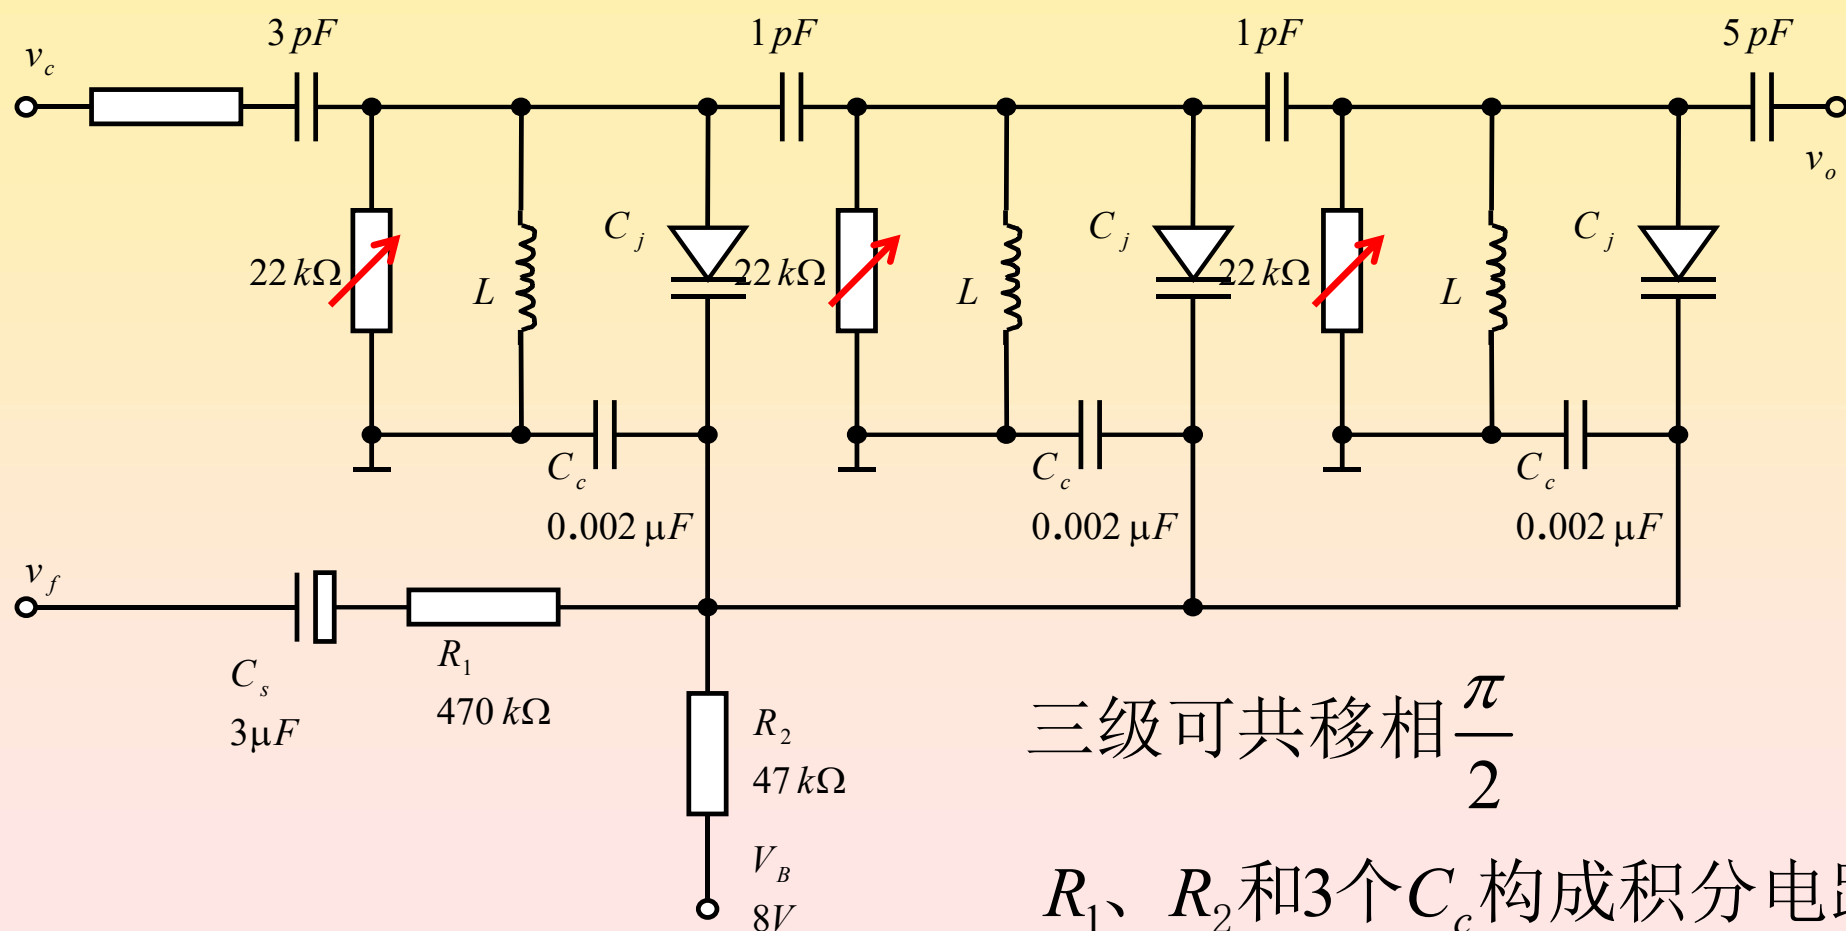 3 pF
1 pF
1 pF
5 pF
v_c
v_o
22 kΩ
L
C_j
22 kΩ
L
C_j
22 kΩ
L
C_j
C_c
0.002 μF
C_c
0.002 μF
C_c
0.002 μF
v_f
C_s
3μF
R_1
470 kΩ
R_2
47 kΩ
V_B
8V
三级可共移相π/2
R_1、R_2和3个C_c构成积分电